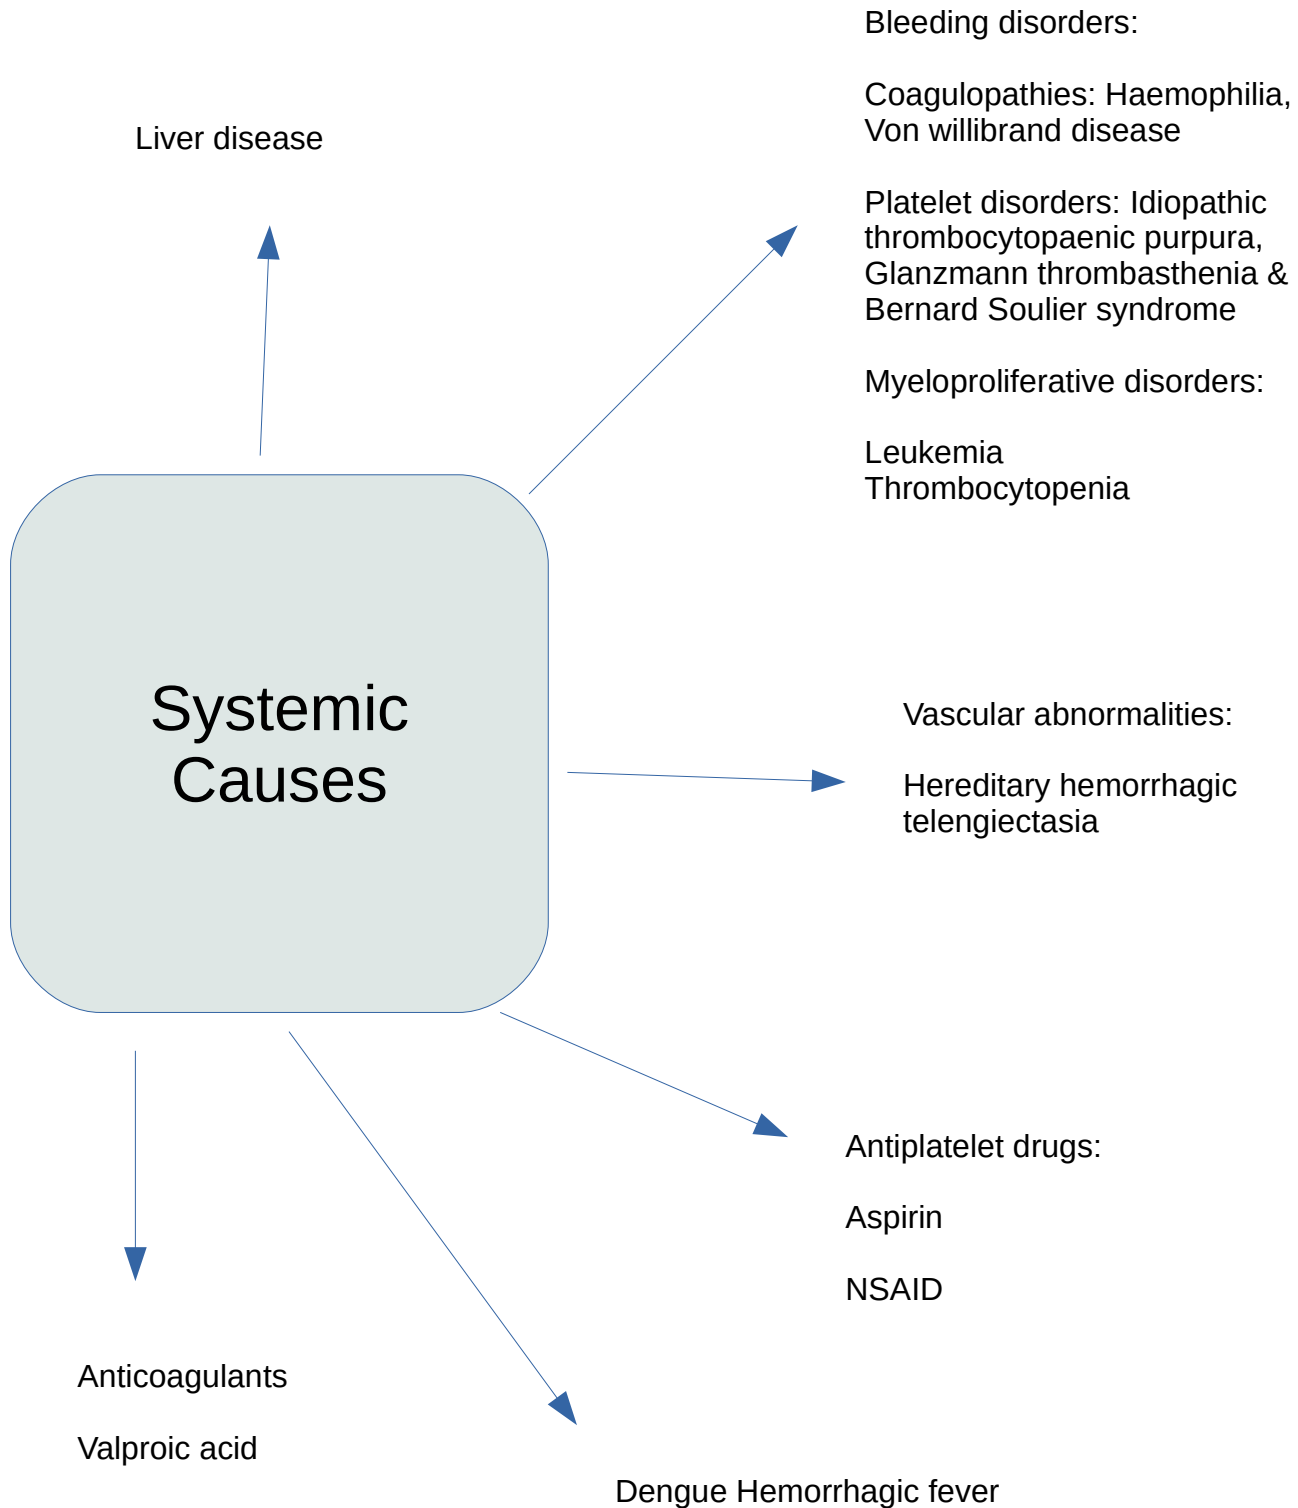 Bleeding disorders:
Coagulopathies: Haemophilia,
Von willibrand disease
Platelet disorders: Idiopathic
thrombocytopaenic purpura,
Glanzmann thrombasthenia &
Bernard Soulier syndrome
Myeloproliferative disorders:
Leukemia
Thrombocytopenia
Liver disease
Systemic
Causes
Vascular abnormalities:
Hereditary hemorrhagic
telengiectasia
Antiplatelet drugs:
Aspirin
NSAID
Anticoagulants
Valproic acid
Dengue Hemorrhagic fever